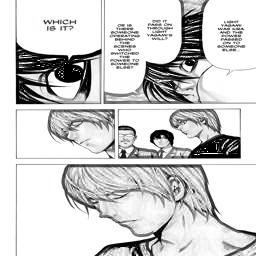 LIGHT
YAGAMI
WAS KIRA
AND THE
POWER
PASSED
ON TO
SOMEONE
ELSE...
DID IT
PASS ON
THROUGH
LIGHT
YAGAMI'S
WILL?
OR IS
THERE
SOMEONE
OPERATING
BEHIND
THE
SCENES
WHO
SWITCHED
THE
POWER TO
SOMEONE
ELSE?
WHICH
IS IT?